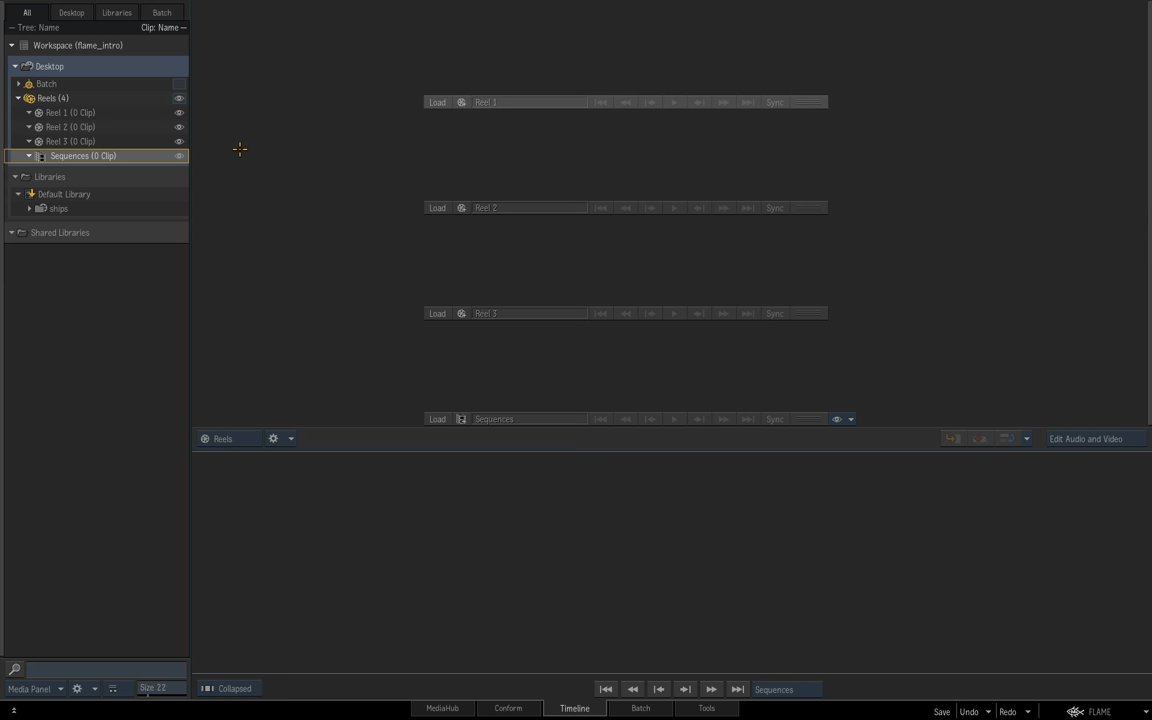 All Desktop Libraries Batch
Tree: Name Clip: Name
Workspace (flame_intro)
Desktop
Batch
Reels (4)
Reel 1 (0 Clip)
Reel 2 (0 Clip)
Reel 3 (0 Clip)
Sequences (0 Clip)
Libraries
Default Library
ships
Shared Libraries
Load Reel 1 Sync
Load Reel 2 Sync
Load Reel 3 Sync
Load Sequences Sync
Reels Edit Audio and Video
Media Panel Size 22 Collapsed Sequences
MediaHub Conform Timeline Batch Tools Save Undo Redo FLAME